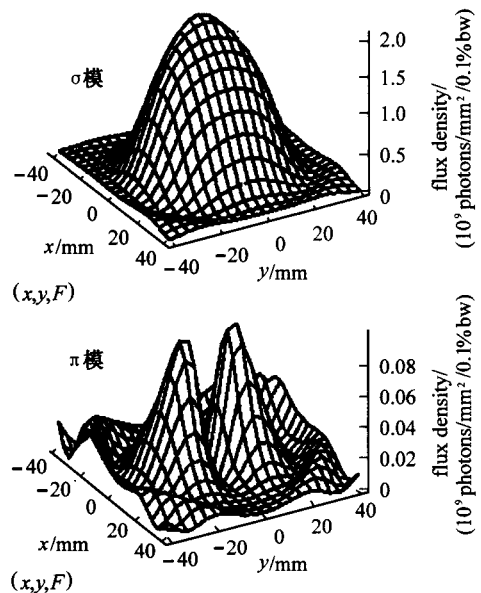 σ模
2.0
1.5
1.0
0.5
0
flux density/
(10⁹ photons/mm²/0.1%bw)
-40
-20
0
20
40
x/mm
-40
-20
0
20
40
y/mm
(x,y,F)
π模
0.08
0.06
0.04
0.02
0
flux density/
(10⁹ photons/mm²/0.1%bw)
-40
-20
0
20
40
x/mm
-40
-20
0
20
40
y/mm
(x,y,F)